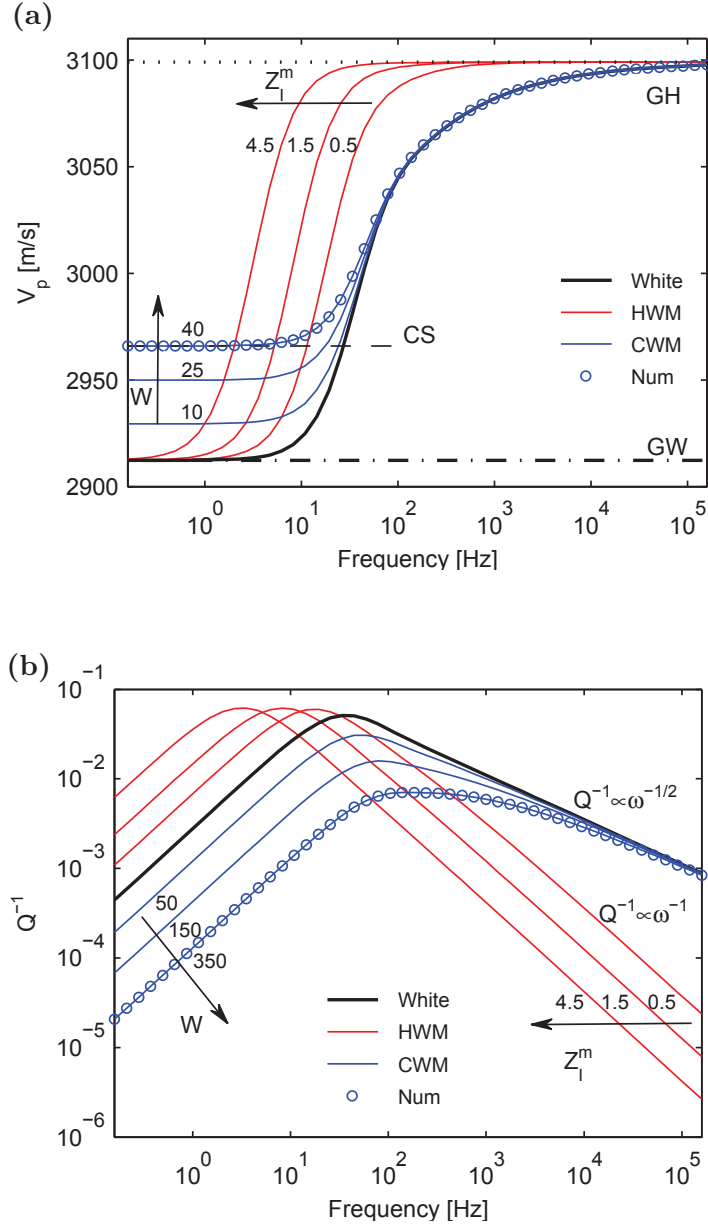 (a)
3100
3050
3000
2950
2900
V_p [m/s]
Z_l^m
4.5 1.5 0.5
GH
White
HWM
CWM
Num
40
CS
25
W
10
GW
10^0 10^1 10^2 10^3 10^4 10^5
Frequency [Hz]
(b)
10^-1
10^-2
10^-3
10^-4
10^-5
10^-6
Q^-1
Q^-1∝ω^-1/2
Q^-1∝ω^-1
50
150
350
W
4.5 1.5 0.5
Z_l^m
White
HWM
CWM
Num
10^0 10^1 10^2 10^3 10^4 10^5
Frequency [Hz]